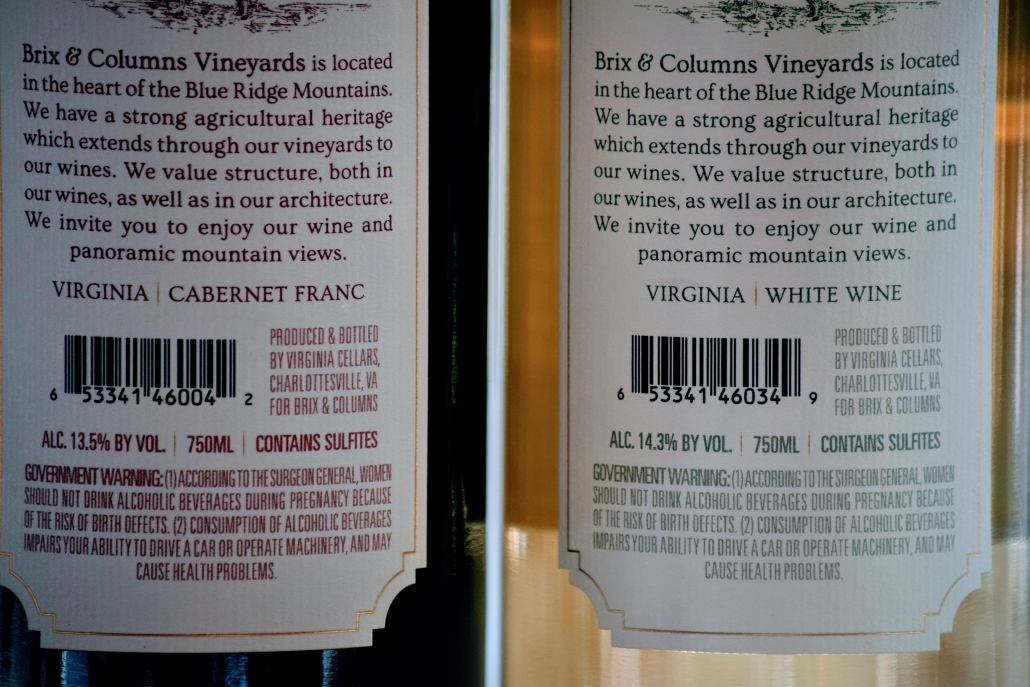 Brix & Columns Vineyards is located
in the heart of the Blue Ridge Mountains.
We have a strong agricultural heritage
which extends through our vineyards to
our wines. We value structure, both in
our wines, as well as in our architecture.
We invite you to enjoy our wine and
panoramic mountain views.
VIRGINIA | CABERNET FRANC
PRODUCED & BOTTLED
BY VIRGINIA CELLARS,
CHARLOTTESVILLE, VA
FOR BRIX & COLUMNS
6 53341 46004 2
ALC. 13.5% BY VOL. | 750ML | CONTAINS SULFITES
GOVERNMENT WARNING: (1) ACCORDING TO THE SURGEON GENERAL, WOMEN
SHOULD NOT DRINK ALCOHOLIC BEVERAGES DURING PREGNANCY BECAUSE
OF THE RISK OF BIRTH DEFECTS. (2) CONSUMPTION OF ALCOHOLIC BEVERAGES
IMPAIRS YOUR ABILITY TO DRIVE A CAR OR OPERATE MACHINERY, AND MAY
CAUSE HEALTH PROBLEMS.
Brix & Columns Vineyards is located
in the heart of the Blue Ridge Mountains.
We have a strong agricultural heritage
which extends through our vineyards to
our wines. We value structure, both in
our wines, as well as in our architecture.
We invite you to enjoy our wine and
panoramic mountain views.
VIRGINIA | WHITE WINE
PRODUCED & BOTTLED
BY VIRGINIA CELLARS,
CHARLOTTESVILLE, VA
FOR BRIX & COLUMNS
6 53341 46034 9
ALC. 14.3% BY VOL. | 750ML | CONTAINS SULFITES
GOVERNMENT WARNING: (1) ACCORDING TO THE SURGEON GENERAL, WOMEN
SHOULD NOT DRINK ALCOHOLIC BEVERAGES DURING PREGNANCY BECAUSE
OF THE RISK OF BIRTH DEFECTS. (2) CONSUMPTION OF ALCOHOLIC BEVERAGES
IMPAIRS YOUR ABILITY TO DRIVE A CAR OR OPERATE MACHINERY, AND MAY
CAUSE HEALTH PROBLEMS.